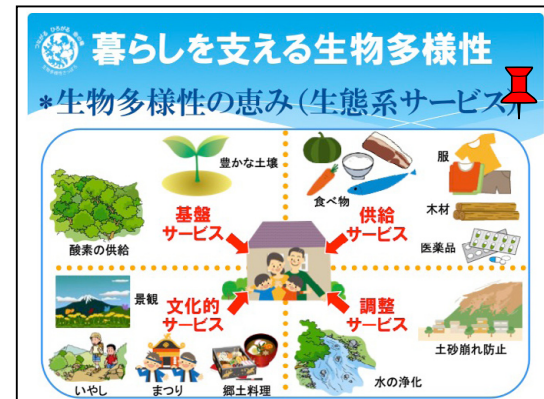 暮らしを支える生物多様性
*生物多様性の恵み(生態系サービス)
豊かな土壌
酸素の供給
基盤
サービス
食べ物
服
木材
医薬品
供給
サービス
景観
文化的
サービス
いやし
まつり
郷土料理
調整
サービス
土砂崩れ防止
水の浄化